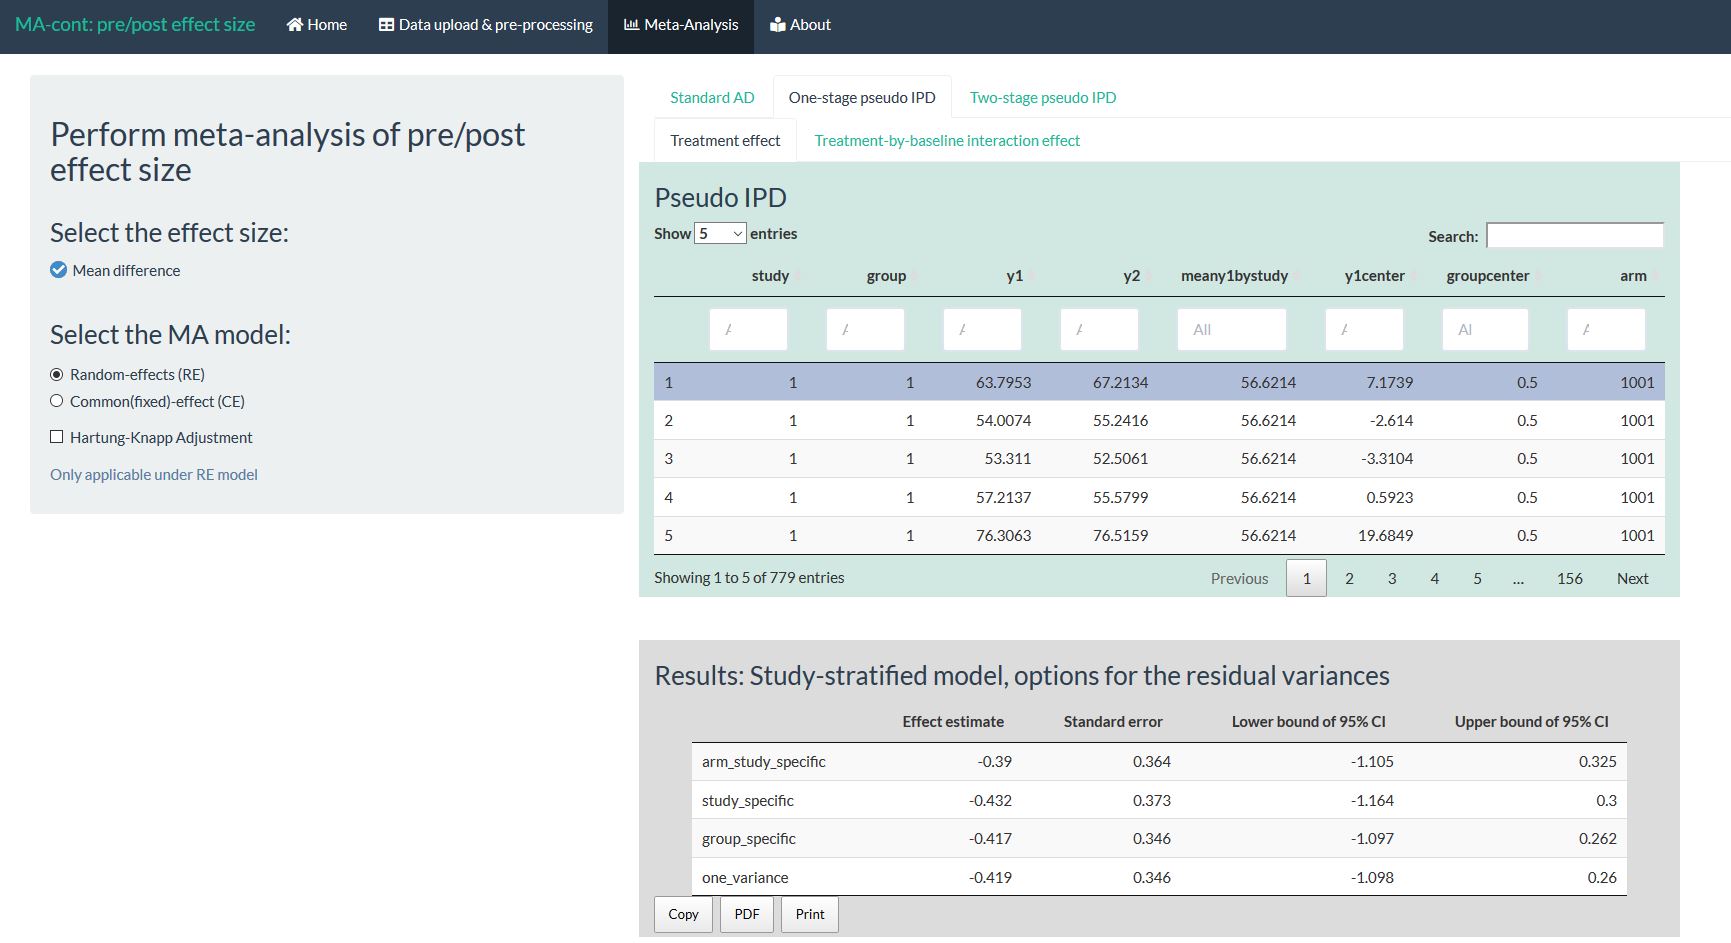 MA-cont: pre/post effect size Home Data upload & pre-processing Meta-Analysis About
Perform meta-analysis of pre/post
effect size
Select the effect size:
Mean difference
Select the MA model:
Random-effects (RE)
Common(fixed)-effect (CE)
Hartung-Knapp Adjustment
Only applicable under RE model
Standard AD One-stage pseudo IPD Two-stage pseudo IPD
Treatment effect Treatment-by-baseline interaction effect
Pseudo IPD
Show 5 entries
Search:
study group y1 y2 meany1bystudy y1center groupcenter arm
All Al
1 1 1 63.7953 67.2134 56.6214 7.1739 0.5 1001
2 1 1 54.0074 55.2416 56.6214 -2.614 0.5 1001
3 1 1 53.311 52.5061 56.6214 -3.3104 0.5 1001
4 1 1 57.2137 55.5799 56.6214 0.5923 0.5 1001
5 1 1 76.3063 76.5159 56.6214 19.6849 0.5 1001
Showing 1 to 5 of 779 entries
Previous 1 2 3 4 5 ... 156 Next
Results: Study-stratified model, options for the residual variances
Effect estimate Standard error Lower bound of 95% CI Upper bound of 95% CI
arm_study_specific -0.39 0.364 -1.105 0.325
study_specific -0.432 0.373 -1.164 0.3
group_specific -0.417 0.346 -1.097 0.262
one_variance -0.419 0.346 -1.098 0.26
Copy PDF Print